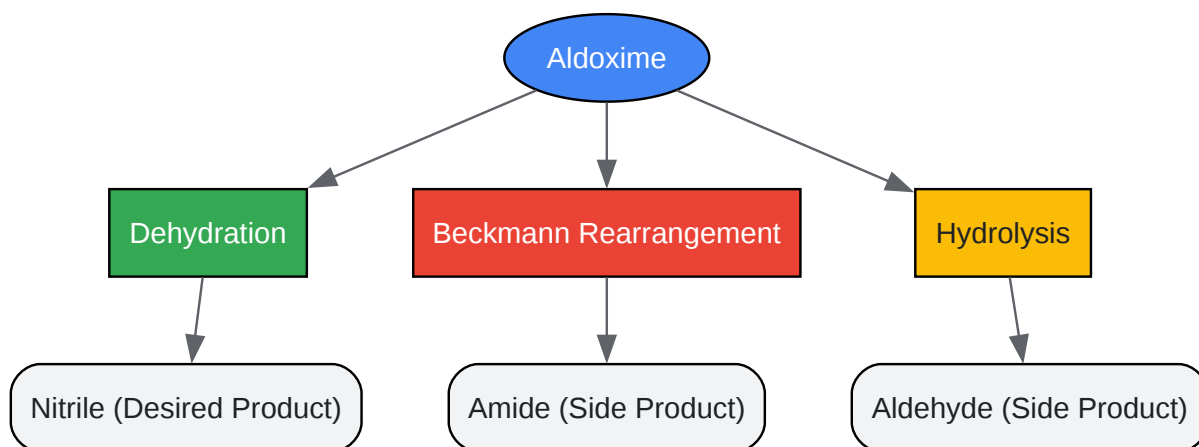 Aldoxime
Dehydration
Beckmann Rearrangement
Hydrolysis
Nitrile (Desired Product)
Amide (Side Product)
Aldehyde (Side Product)